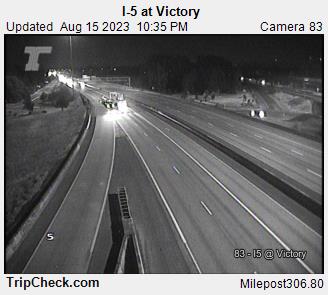 I-5 at Victory
Updated Aug 15 2023 10:35 PM Camera 83
T
S
83 - I5 @ Victory
TripCheck.com Milepost306.80